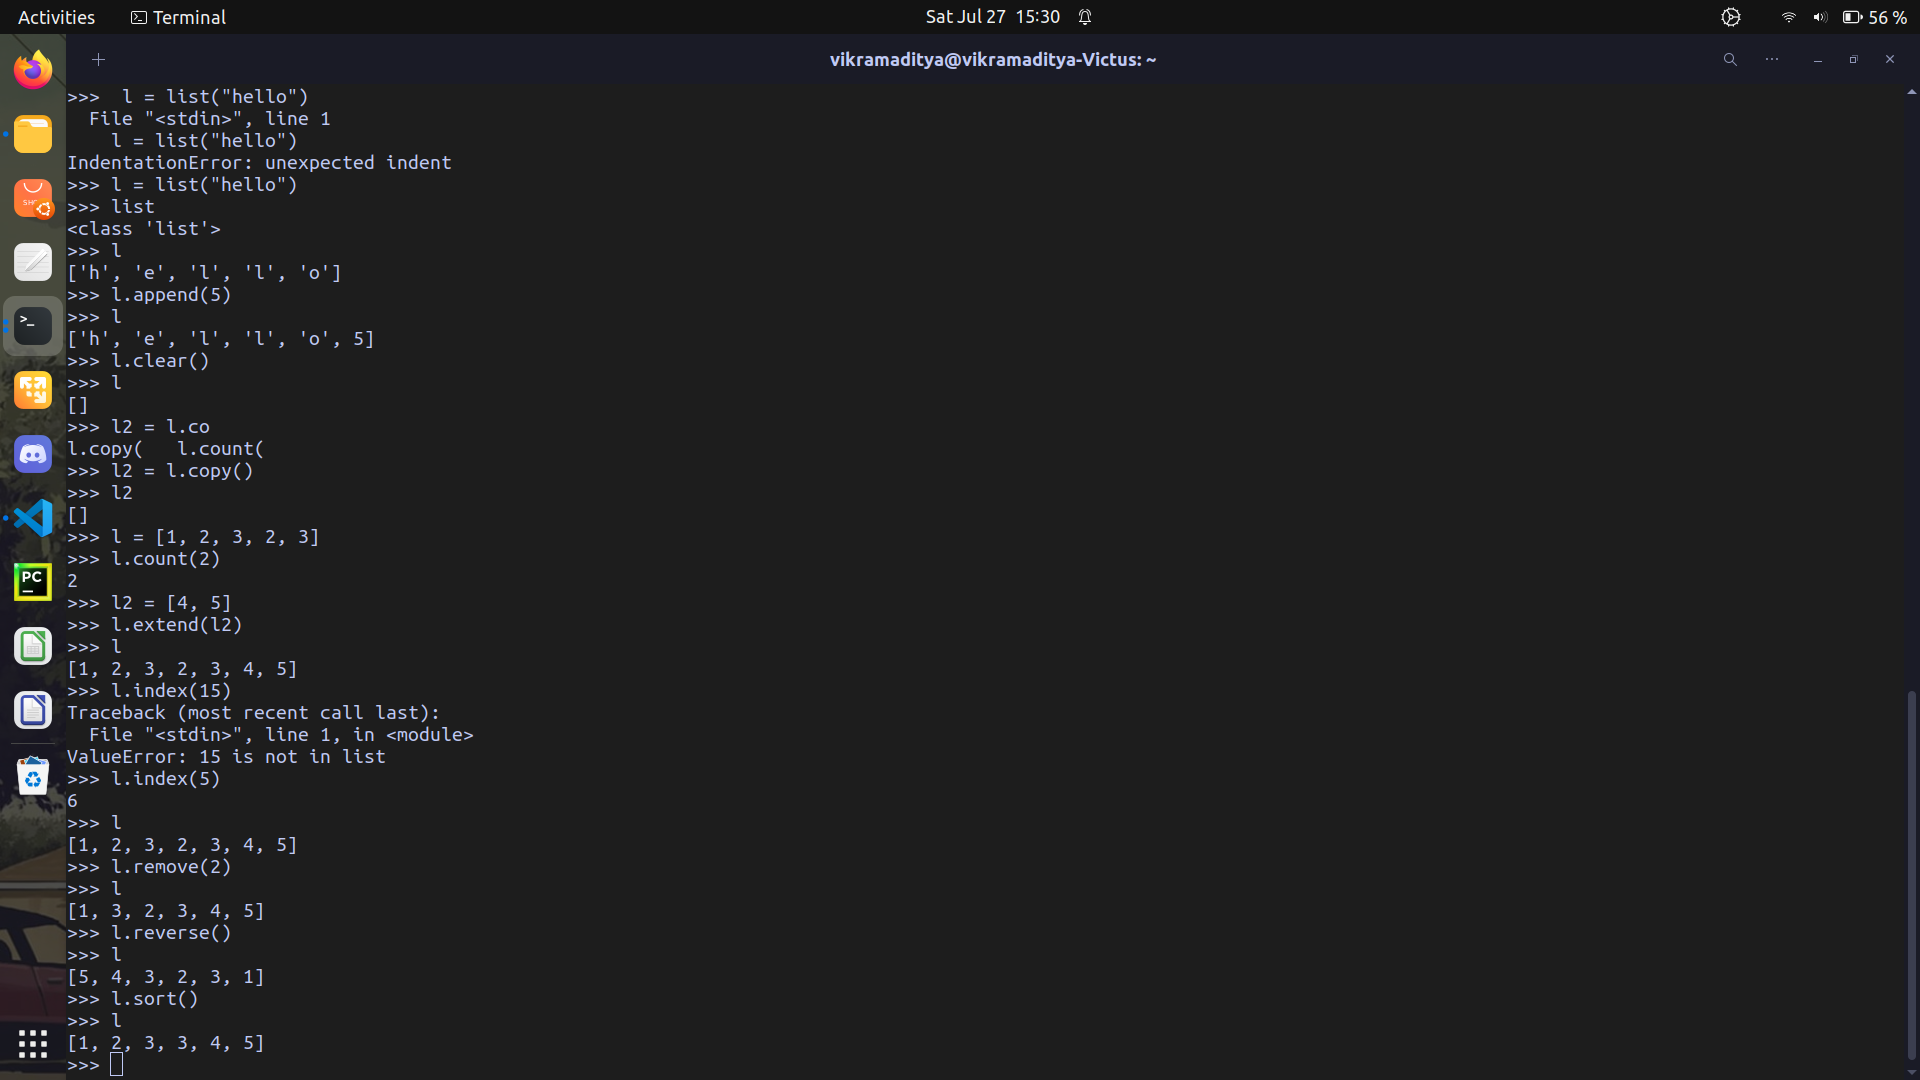 Activities
Terminal
Sat Jul 27 15:30
56 %
vikramaditya@vikramaditya-Victus: ~
>>>  l = list("hello")
  File "<stdin>", line 1
    l = list("hello")
IndentationError: unexpected indent
>>> l = list("hello")
>>> list
<class 'list'>
>>> l
['h', 'e', 'l', 'l', 'o']
>>> l.append(5)
>>> l
['h', 'e', 'l', 'l', 'o', 5]
>>> l.clear()
>>> l
[]
>>> l2 = l.co
l.copy(   l.count(
>>> l2 = l.copy()
>>> l2
[]
>>> l = [1, 2, 3, 2, 3]
>>> l.count(2)
2
>>> l2 = [4, 5]
>>> l.extend(l2)
>>> l
[1, 2, 3, 2, 3, 4, 5]
>>> l.index(15)
Traceback (most recent call last):
  File "<stdin>", line 1, in <module>
ValueError: 15 is not in list
>>> l.index(5)
6
>>> l
[1, 2, 3, 2, 3, 4, 5]
>>> l.remove(2)
>>> l
[1, 3, 2, 3, 4, 5]
>>> l.reverse()
>>> l
[5, 4, 3, 2, 3, 1]
>>> l.sort()
>>> l
[1, 2, 3, 3, 4, 5]
>>>
PC